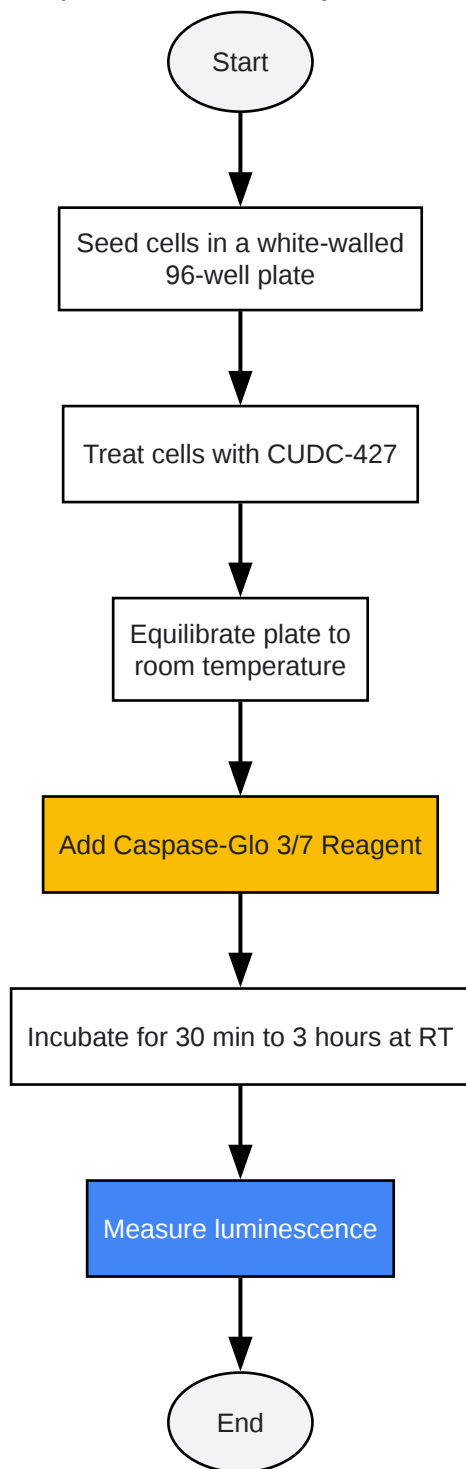 Start
Seed cells in a white-walled
96-well plate
Treat cells with CUDC-427
Equilibrate plate to
room temperature
Add Caspase-Glo 3/7 Reagent
Incubate for 30 min to 3 hours at RT
Measure luminescence
End